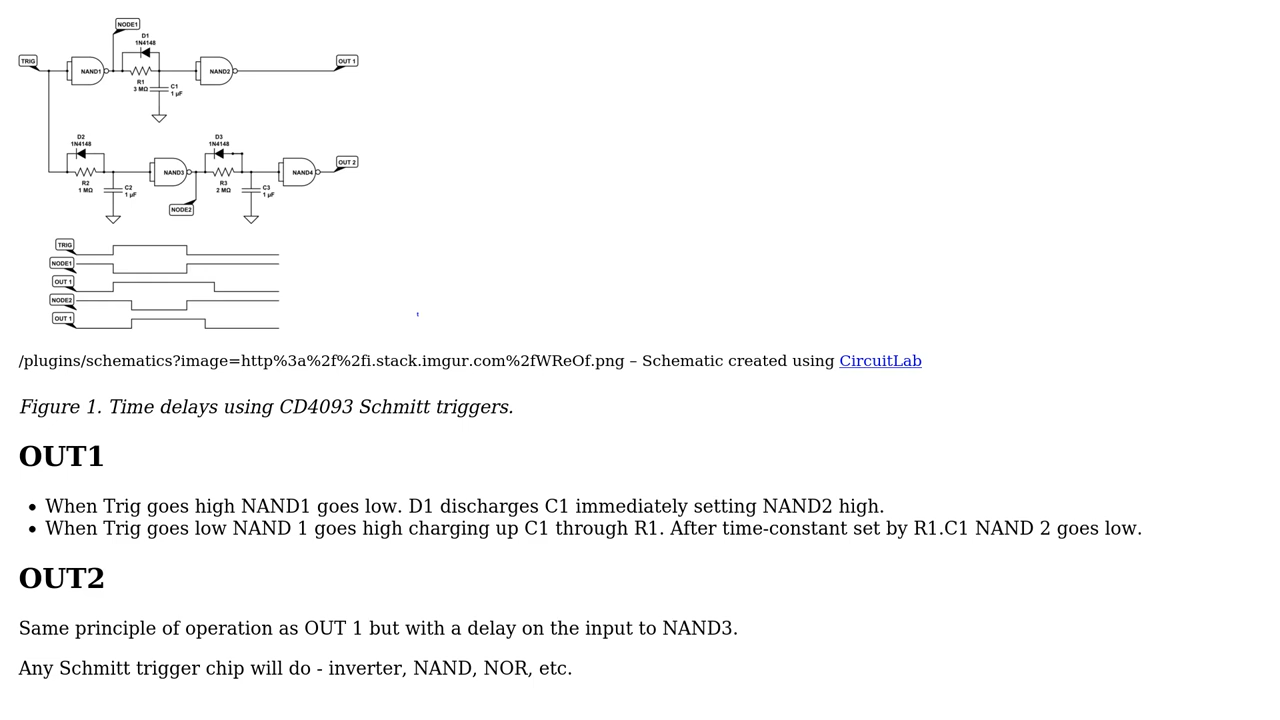 NODE1
D1
1N4148
TRIG
NAND1
NAND2
OUT 1
R1
3 MΩ
C1
1 µF
D2
1N4148
D3
1N4148
OUT 2
NAND3
NAND4
R2
1 MΩ
C2
1 µF
R3
2 MΩ
C3
1 µF
NODE2
TRIG
NODE1
OUT 1
NODE2
OUT 1
/plugins/schematics?image=http%3a%2f%2fi.stack.imgur.com%2fWReOf.png – Schematic created using CircuitLab
Figure 1. Time delays using CD4093 Schmitt triggers.
OUT1
• When Trig goes high NAND1 goes low. D1 discharges C1 immediately setting NAND2 high.
• When Trig goes low NAND 1 goes high charging up C1 through R1. After time-constant set by R1.C1 NAND 2 goes low.
OUT2
Same principle of operation as OUT 1 but with a delay on the input to NAND3.
Any Schmitt trigger chip will do - inverter, NAND, NOR, etc.